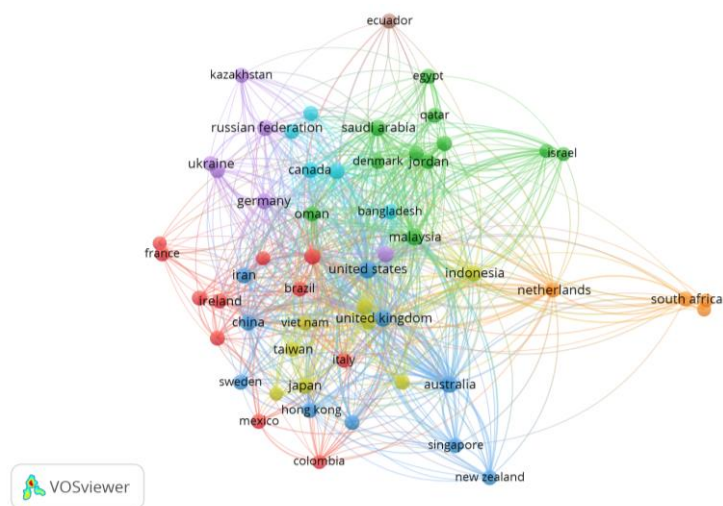 ecuador
kazakhstan
egypt
qatar
russian federation
saudi arabia
israel
denmark
jordan
ukraine
canada
germany
oman
bangladesh
malaysia
france
iran
united states
indonesia
brazil
netherlands
ireland
south africa
china
viet nam
united kingdom
taiwan
italy
sweden
japan
australia
hong kong
mexico
singapore
colombia
new zealand
VOSviewer